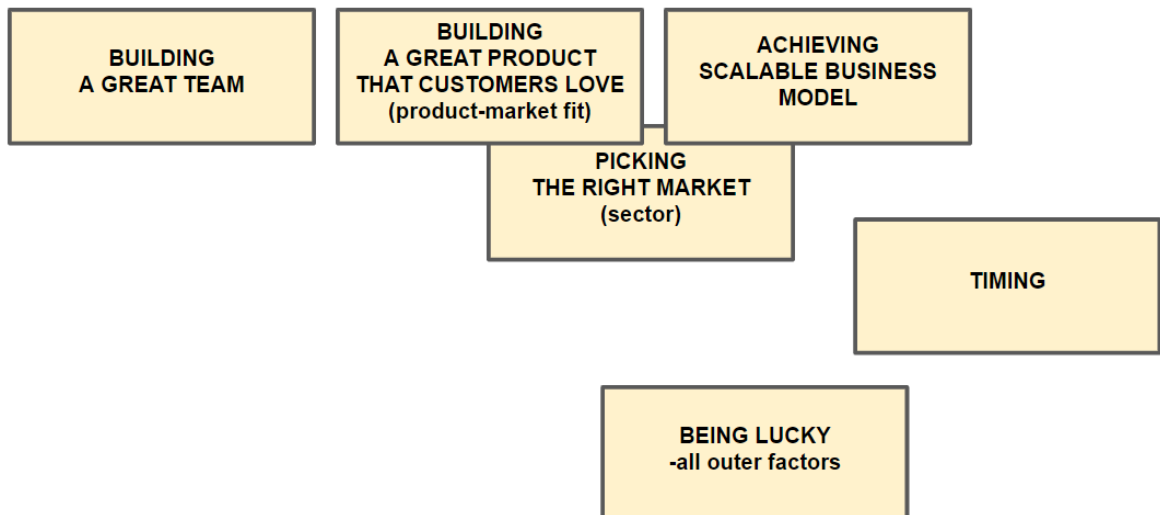 BUILDING
A GREAT TEAM
BUILDING
A GREAT PRODUCT
THAT CUSTOMERS LOVE
(product-market fit)
ACHIEVING
SCALABLE BUSINESS
MODEL
PICKING
THE RIGHT MARKET
(sector)
TIMING
BEING LUCKY
-all outer factors